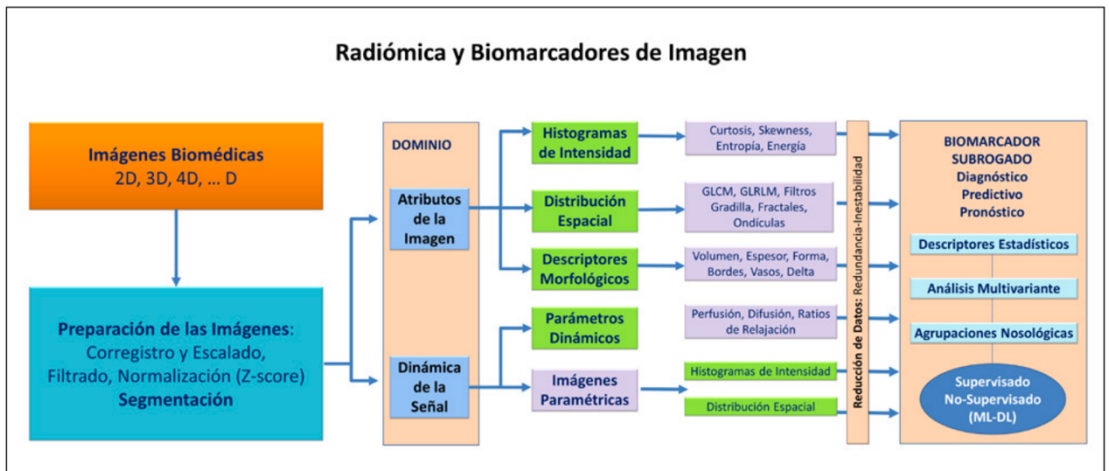 Radiómica y Biomarcadores de Imagen
Imágenes Biomédicas
2D, 3D, 4D, ... D
Preparación de las Imágenes:
Corregistro y Escalado,
Filtrado, Normalización (Z-score)
Segmentación
DOMINIO
Atributos
de la
Imagen
Dinámica
de la
Señal
Histogramas
de Intensidad
Distribución
Espacial
Descriptores
Morfológicos
Parámetros
Dinámicos
Imágenes
Paramétricas
Curtosis, Skewness,
Entropía, Energía
GLCM, GLRLM, Filtros
Gradilla, Fractales,
Ondículas
Volumen, Espesor, Forma,
Bordes, Vasos, Delta
Perfusión, Difusión, Ratios
de Relajación
Histogramas de Intensidad
Distribución Espacial
Reducción de Datos: Redundancia-Inestabilidad
BIOMARCADOR
SUBROGADO
Diagnóstico
Predictivo
Pronóstico
Descriptores Estadísticos
Análisis Multivariante
Agrupaciones Nosológicas
Supervisado
No-Supervisado
(ML-DL)